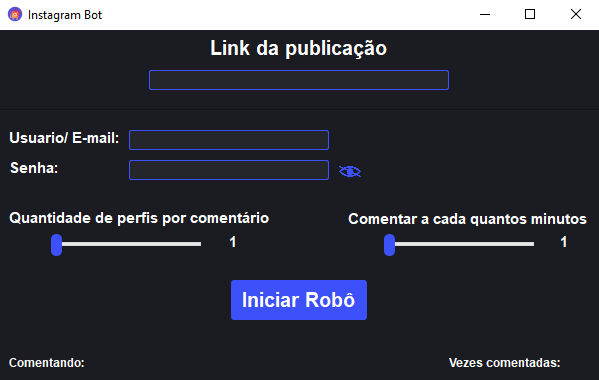 Instagram Bot
Link da publicação
Usuario/ E-mail:
Senha:
Quantidade de perfis por comentário
Comentar a cada quantos minutos
1
1
Iniciar Robô
Comentando:
Vezes comentadas: